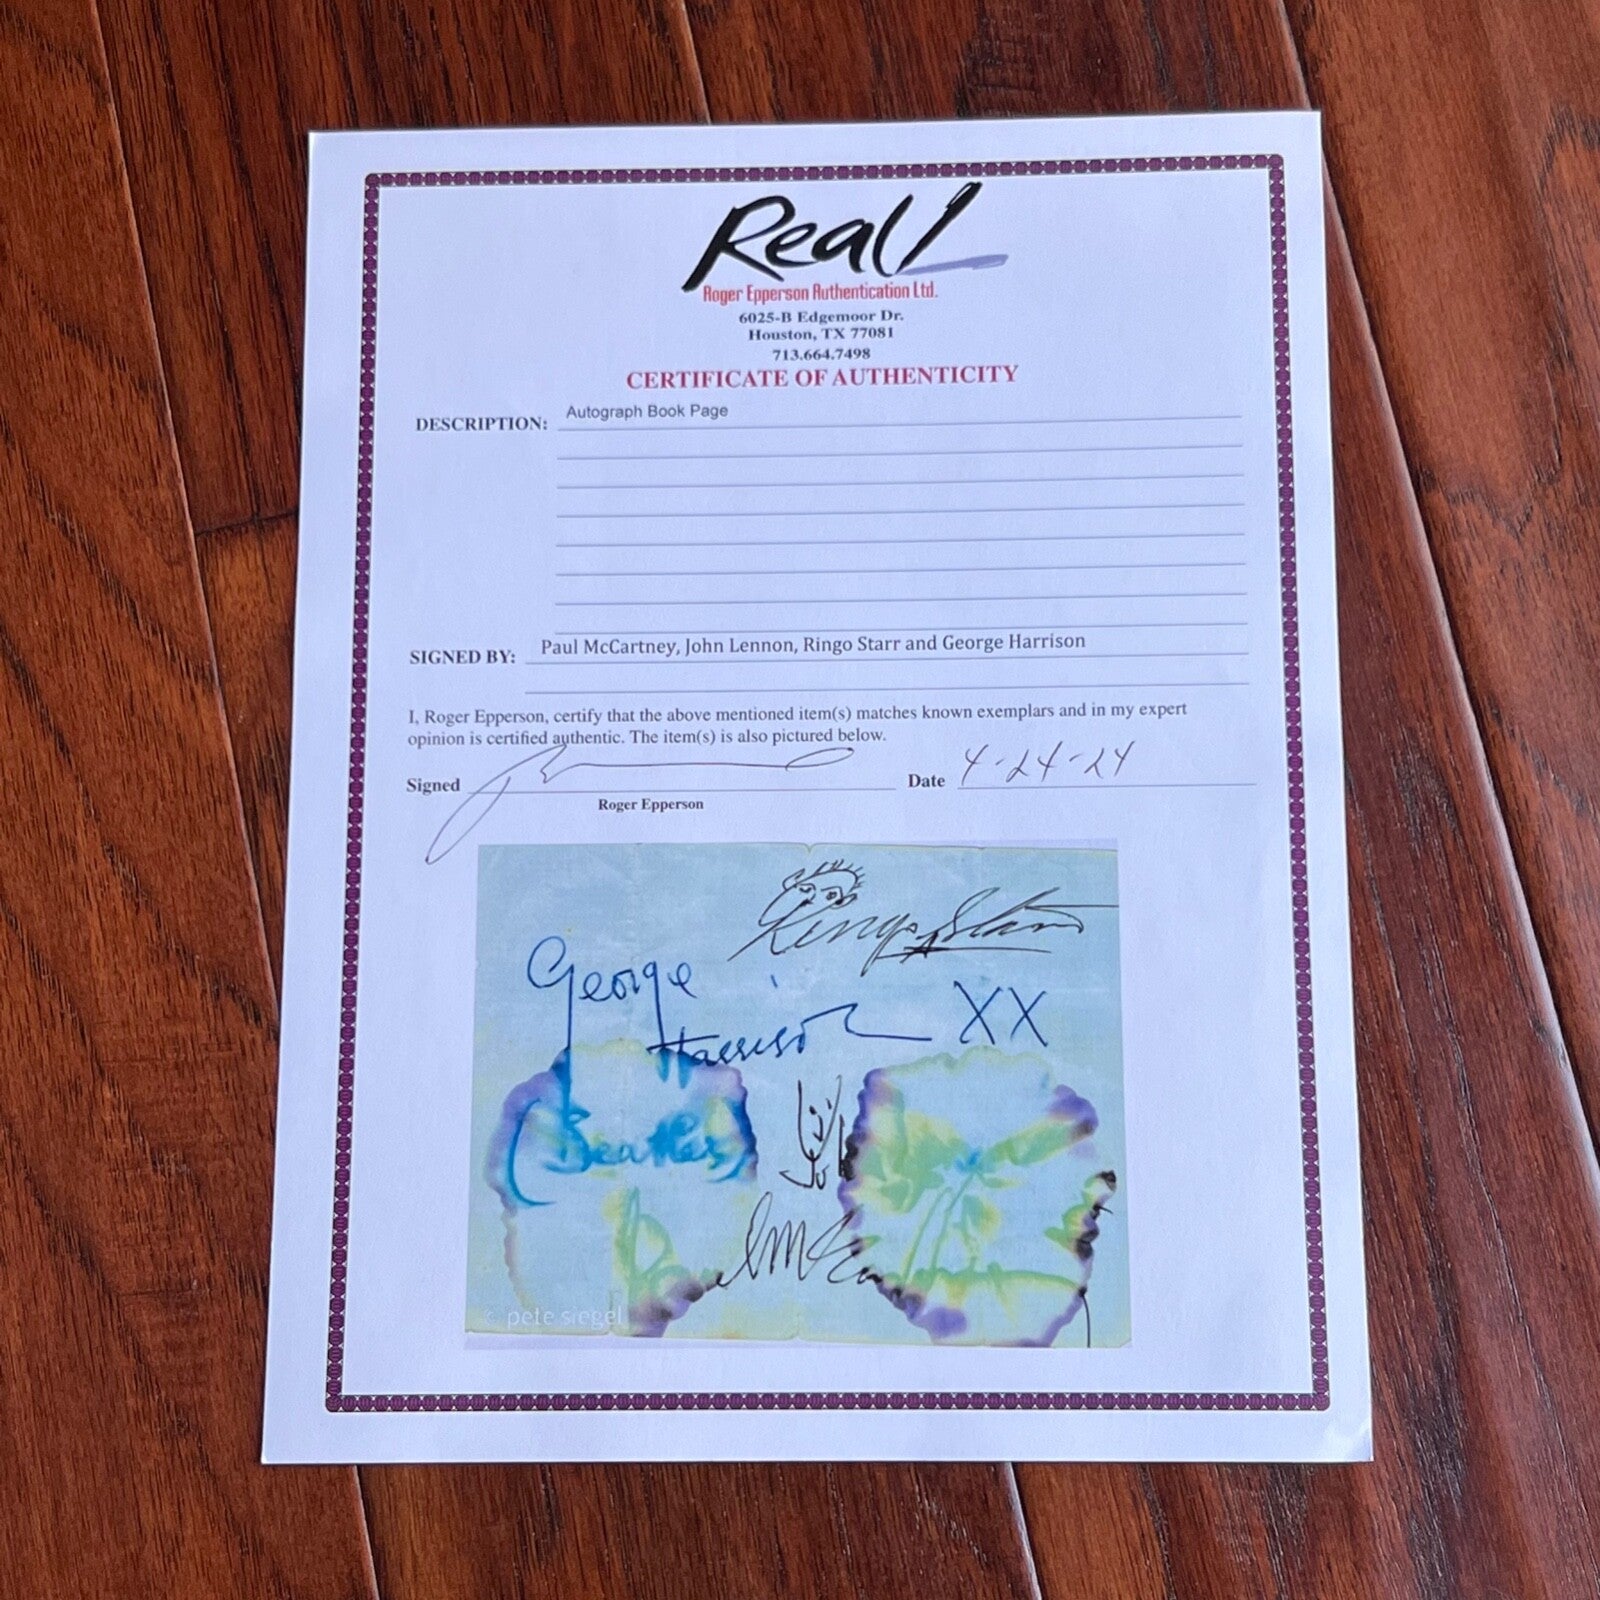 Real!
Roger Epperson Authentication Ltd.
6025-B Edgemoor Dr.
Houston, TX 77081
713.664.7498
CERTIFICATE OF AUTHENTICITY
DESCRIPTION: Autograph Book Page
SIGNED BY: Paul McCartney, John Lennon, Ringo Starr and George Harrison
I, Roger Epperson, certify that the above mentioned item(s) matches known exemplars and in my expert
opinion is certified authentic. The item(s) is also pictured below.
Signed Date 4-24-24
Roger Epperson
Ringo Starr
George
Harrison XX
(Beatles)
© pete siegel